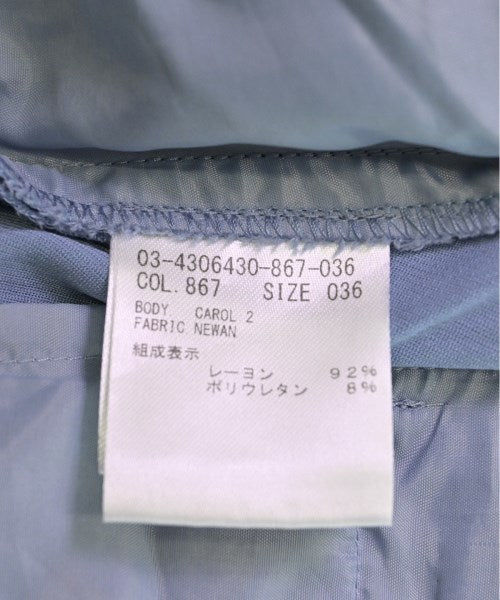 03-4306430-867-036
COL.867 SIZE 036
BODY CAROL 2
FABRIC NEWAN
組成表示
レーヨン 92%
ポリウレタン 8%